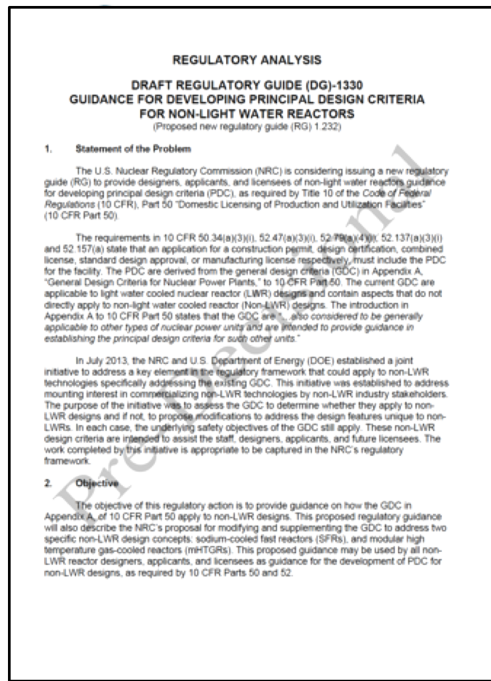 REGULATORY ANALYSIS
DRAFT REGULATORY GUIDE (DG)-1330
GUIDANCE FOR DEVELOPING PRINCIPAL DESIGN CRITERIA
FOR NON-LIGHT WATER REACTORS
(Proposed new regulatory guide (RG) 1.232)
1. Statement of the Problem
The U.S. Nuclear Regulatory Commission (NRC) is considering issuing a new regulatory
guide (RG) to provide designers, applicants, and licensees of non-light water reactors guidance
for developing principal design criteria (PDC), as required by Title 10 of the Code of Federal
Regulations (10 CFR), Part 50 "Domestic Licensing of Production and Utilization Facilities"
(10 CFR Part 50).
The requirements in 10 CFR 50.34(a)(3)(i), 52.47(a)(3)(i), 52.79(a)(4)(i), 52.137(a)(3)(i)
and 52.157(a) state that an application for a construction permit, design certification, combined
license, standard design approval, or manufacturing license respectively, must include the PDC
for the facility. The PDC are derived from the general design criteria (GDC) in Appendix A,
"General Design Criteria for Nuclear Power Plants," to 10 CFR Part 50. The current GDC are
applicable to light water cooled nuclear reactor (LWR) designs and contain aspects that do not
directly apply to non-light water cooled reactor (Non-LWR) designs. The introduction in
Appendix A to 10 CFR Part 50 states that the GDC are "…also considered to be generally
applicable to other types of nuclear power units and are intended to provide guidance in
establishing the principal design criteria for such other units."
In July 2013, the NRC and U.S. Department of Energy (DOE) established a joint
initiative to address a key element in the regulatory framework that could apply to non-LWR
technologies specifically addressing the existing GDC. This initiative was established to address
mounting interest in commercializing non-LWR technologies by non-LWR industry stakeholders.
The purpose of the initiative was to assess the GDC to determine whether they apply to non-
LWR designs and if not, to propose modifications to address the design features unique to non-
LWRs. In each case, the underlying safety objectives of the GDC still apply. These non-LWR
design criteria are intended to assist the staff, designers, applicants, and future licensees. The
work completed by this initiative is appropriate to be captured in the NRC's regulatory
framework.
2. Objective
The objective of this regulatory action is to provide guidance on how the GDC in
Appendix A, of 10 CFR Part 50 apply to non-LWR designs. This proposed regulatory guidance
will also describe the NRC's proposal for modifying and supplementing the GDC to address two
specific non-LWR design concepts: sodium-cooled fast reactors (SFRs), and modular high
temperature gas-cooled reactors (mHTGRs). This proposed guidance may be used by all non-
LWR reactor designers, applicants, and licensees as guidance for the development of PDC for
non-LWR designs, as required by 10 CFR Parts 50 and 52.